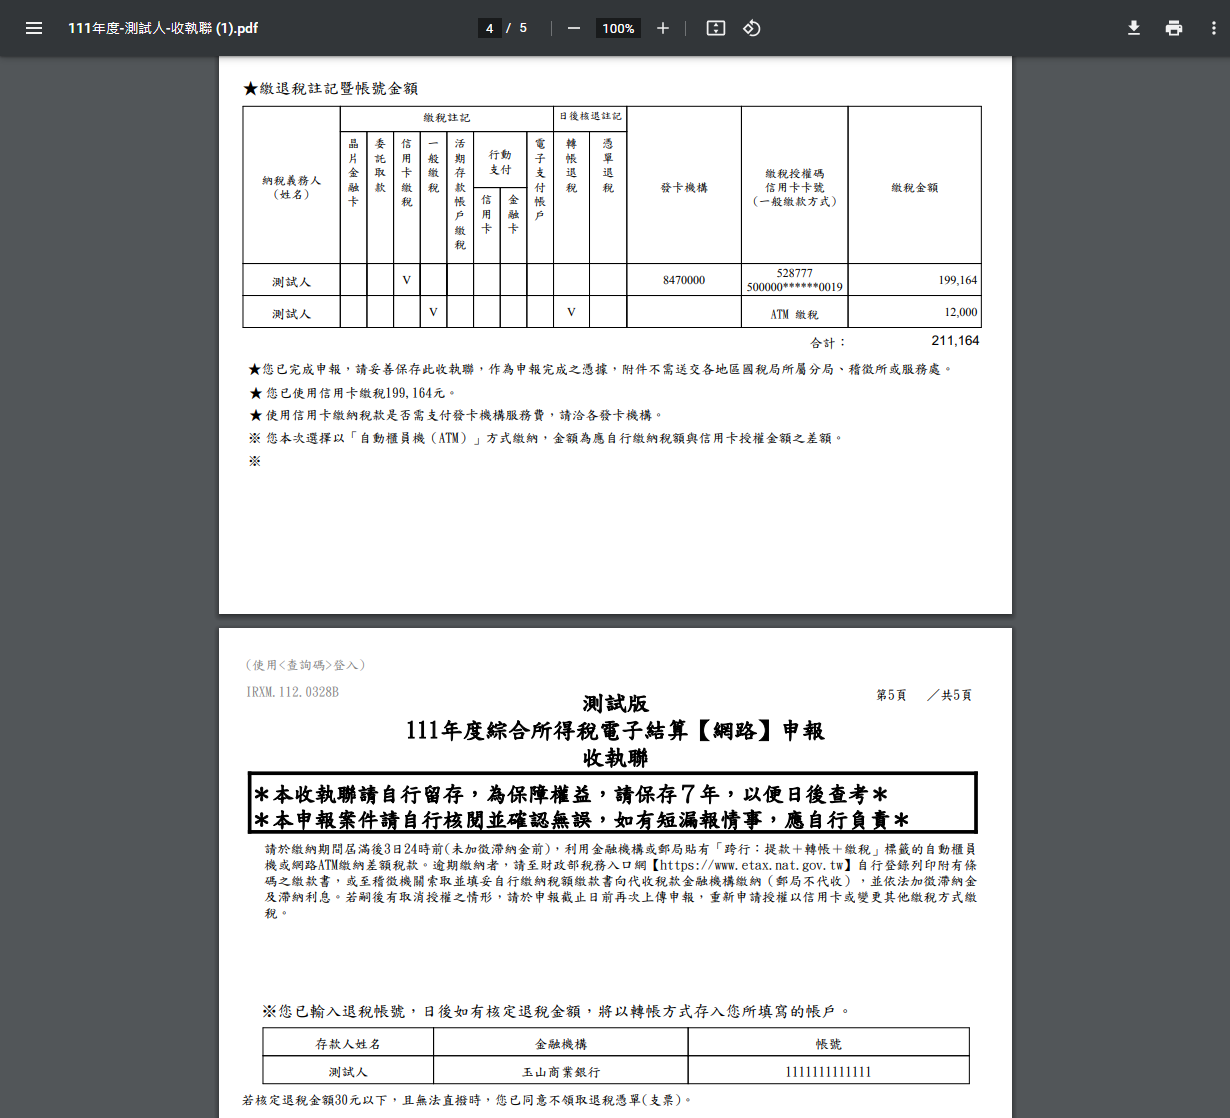 111年度-測試人-收執聯 (1).pdf
4 / 5
100%
★繳退稅註記暨帳號金額
納稅義務人
(姓名)
繳稅註記
日後核退註記
晶片金融卡
委託取款
信用卡繳稅
一般繳稅
活期存款帳戶繳稅
行動
支付
信用卡
金融卡
電子支付帳戶
轉帳退稅
憑單退稅
發卡機構
繳稅授權碼
信用卡卡號
(一般繳款方式)
繳稅金額
測試人 V 8470000 528777 199,164
500000******0019
測試人 V V ATM 繳稅 12,000
合計： 211,164
★您已完成申報，請妥善保存此收執聯，作為申報完成之憑據，附件不需送交各地區國稅局所屬分局、稽徵所或服務處。
★ 您已使用信用卡繳稅199,164元。
★ 使用信用卡繳納稅款是否需支付發卡機構服務費，請洽各發卡機構。
※ 您本次選擇以「自動櫃員機（ATM）」方式繳納，金額為應自行繳納稅額與信用卡授權金額之差額。
※
(使用<查詢碼>登入)
IRXM.112.0328B
第5頁 ／共5頁
測試版
111年度綜合所得稅電子結算【網路】申報
收執聯
＊本收執聯請自行留存，為保障權益，請保存７年，以便日後查考＊
＊本申報案件請自行核閱並確認無誤，如有短漏報情事，應自行負責＊
請於繳納期間屆滿後3日24時前(未加徵滯納金前)，利用金融機構或郵局貼有「跨行：提款＋轉帳＋繳稅」標籤的自動櫃員
機或網路ATM繳納差額稅款。逾期繳納者，請至財政部稅務入口網【https://www.etax.nat.gov.tw】自行登錄列印附有條
碼之繳款書，或至稽徵機關索取並填妥自行繳納稅額繳款書向代收稅款金融機構繳納（郵局不代收），並依法加徵滯納金
及滯納利息。若嗣後有取消授權之情形，請於申報截止日前再次上傳申報，重新申請授權以信用卡或變更其他繳稅方式繳
稅。
※您已輸入退稅帳號，日後如有核定退稅金額，將以轉帳方式存入您所填寫的帳戶。
存款人姓名 金融機構 帳號
測試人 玉山商業銀行 1111111111111
若核定退稅金額30元以下，且無法直撥時，您已同意不領取退稅憑單(支票)。